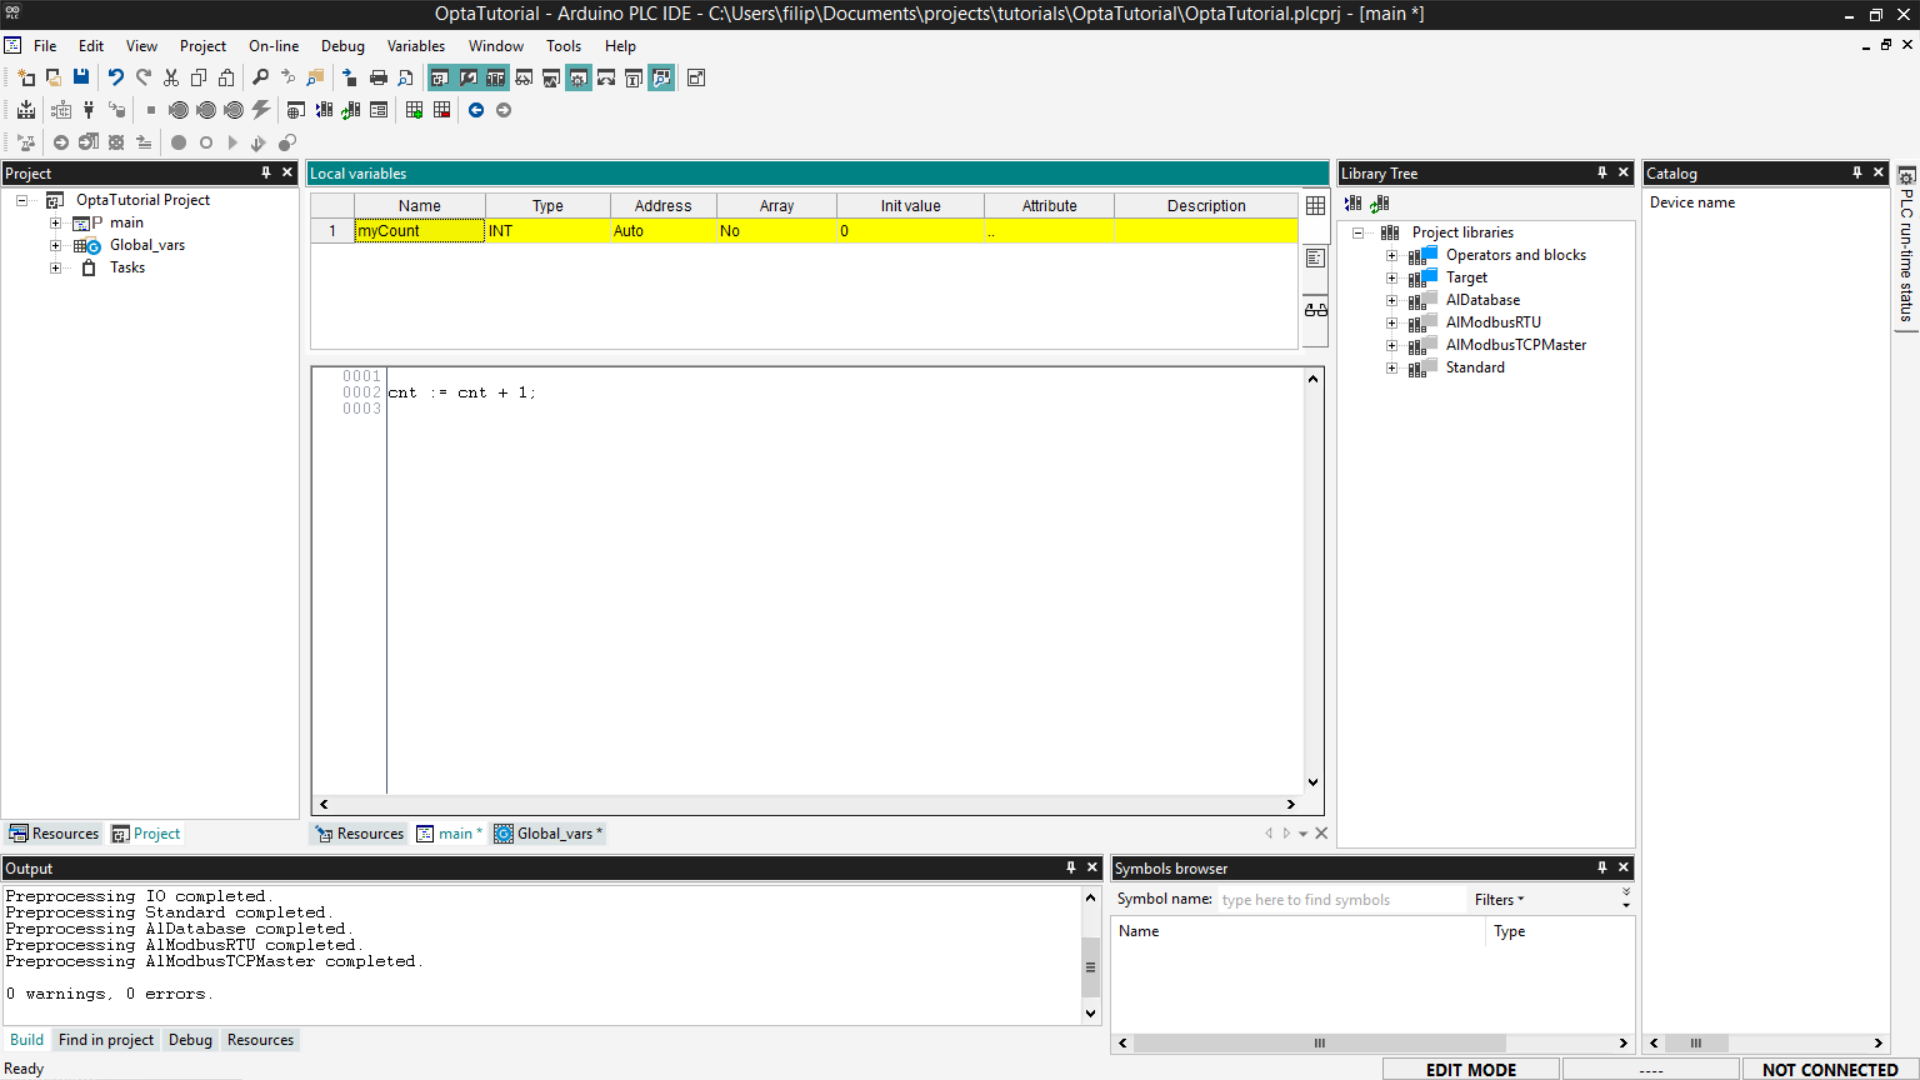 OptaTutorial - Arduino PLC IDE - C:\Users\filip\Documents\projects\tutorials\OptaTutorial\OptaTutorial.plcprj - [main *]
File Edit View Project On-line Debug Variables Window Tools Help
Project
OptaTutorial Project
main
Global_vars
Tasks
Resources Project
Local variables
Name Type Address Array Init value Attribute Description
1 myCount INT Auto No 0 ..
0001
0002 cnt := cnt + 1;
0003
Resources main * Global_vars *
Library Tree
Project libraries
Operators and blocks
Target
AlDatabase
AlModbusRTU
AlModbusTCPMaster
Standard
Catalog
Device name
PLC run-time status
Output
Preprocessing IO completed.
Preprocessing Standard completed.
Preprocessing AlDatabase completed.
Preprocessing AlModbusRTU completed.
Preprocessing AlModbusTCPMaster completed.
0 warnings, 0 errors.
Build Find in project Debug Resources
Symbols browser
Symbol name: type here to find symbols Filters
Name Type
Ready
EDIT MODE ---- NOT CONNECTED